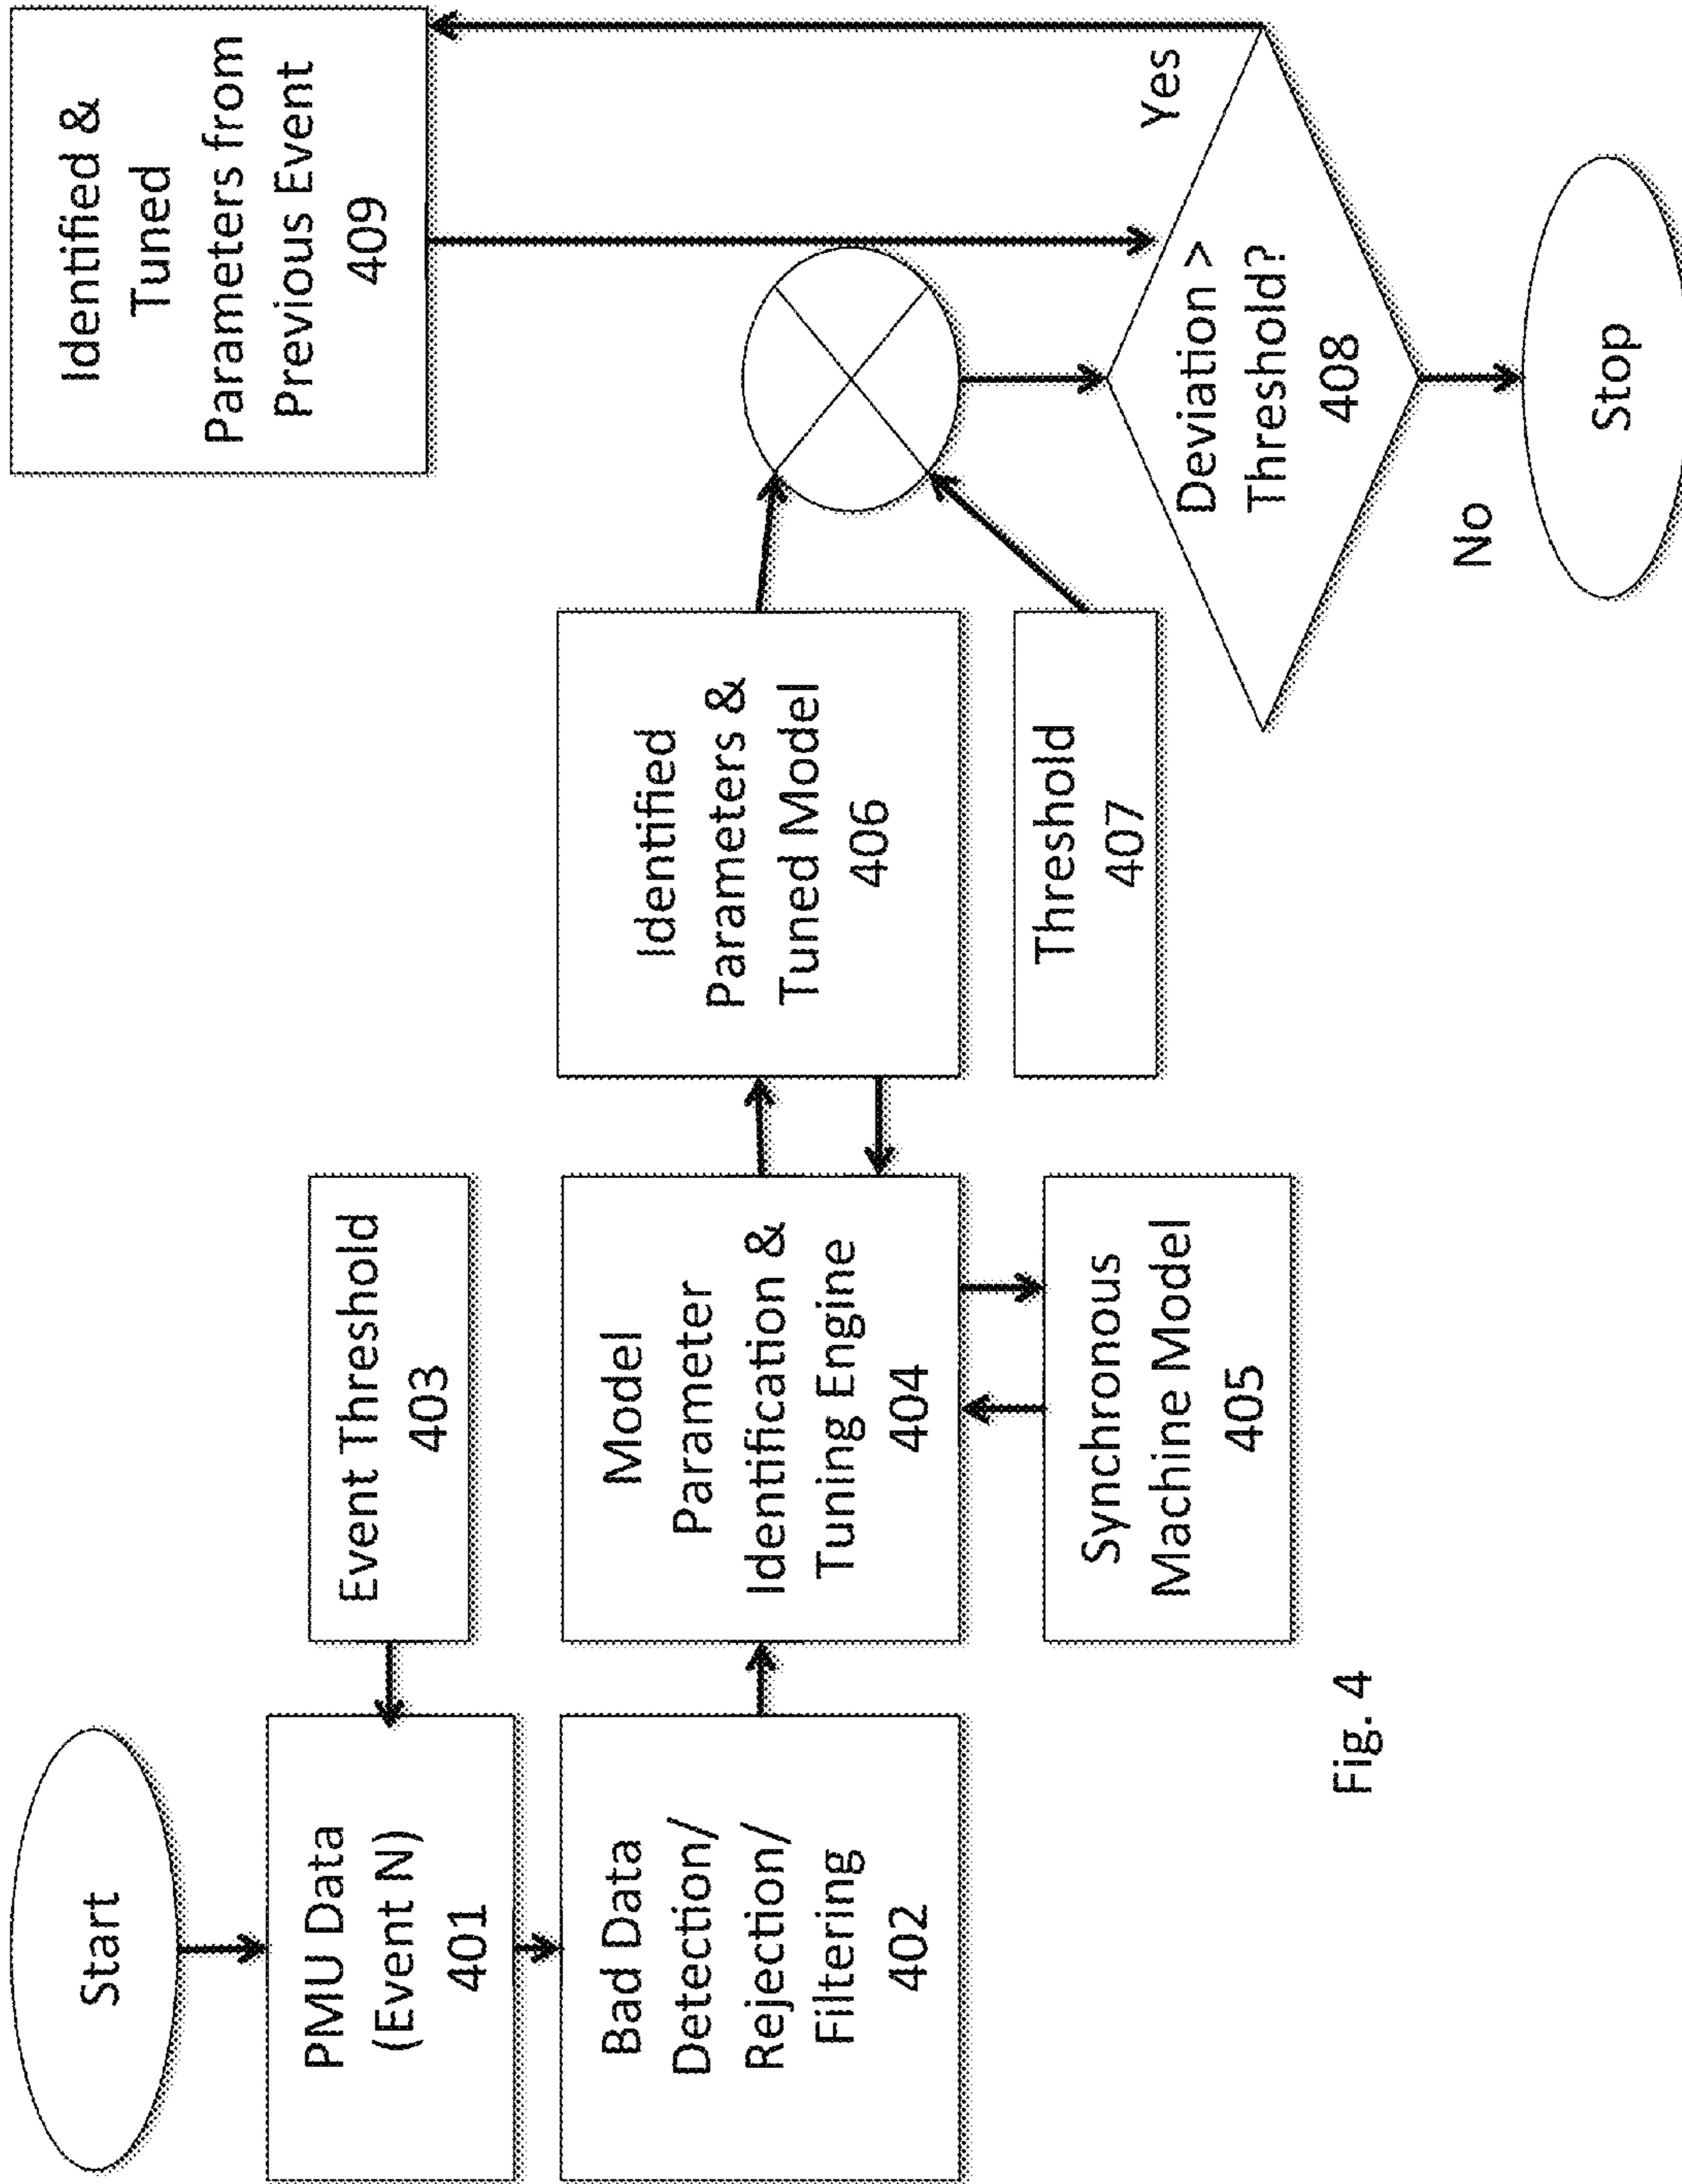 Start
PMU Data
(Event N)
401
Event Threshold
403
Bad Data
Detection/
Rejection/
Filtering
402
Model
Parameter
Identification &
Tuning Engine
404
Synchronous
Machine Model
405
Identified
Parameters &
Tuned Model
406
Threshold
407
Identified &
Tuned
Parameters from
Previous Event
409
Deviation >
Threshold?
408
Yes
No
Stop
Fig. 4